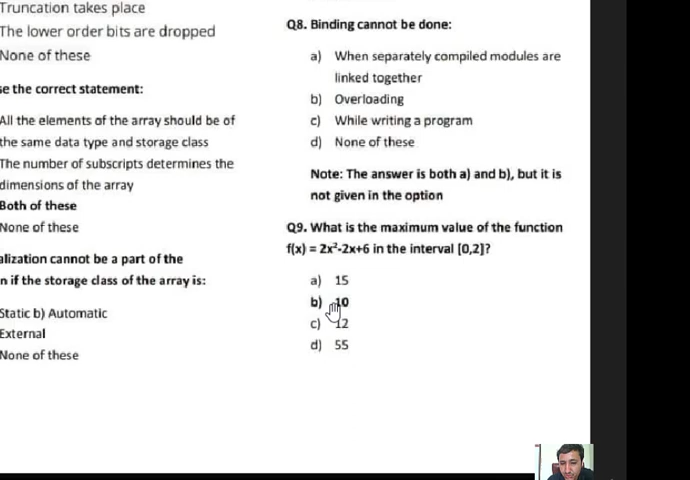 Truncation takes place
The lower order bits are dropped
None of these
se the correct statement:
All the elements of the array should be of
the same data type and storage class
The number of subscripts determines the
dimensions of the array
Both of these
None of these
alization cannot be a part of the
n if the storage class of the array is:
Static b) Automatic
External
None of these
Q8. Binding cannot be done:
a) When separately compiled modules are
linked together
b) Overloading
c) While writing a program
d) None of these
Note: The answer is both a) and b), but it is
not given in the option
Q9. What is the maximum value of the function
f(x) = 2x²-2x+6 in the interval [0,2]?
a) 15
b) 10
c) 12
d) 55